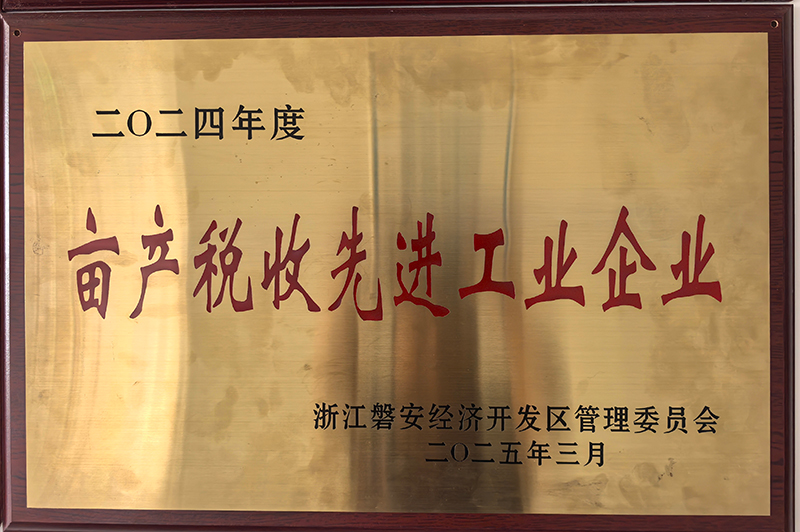 二〇二四年度
亩产税收先进工业企业
浙江磐安经济开发区管理委员会
二〇二五年三月